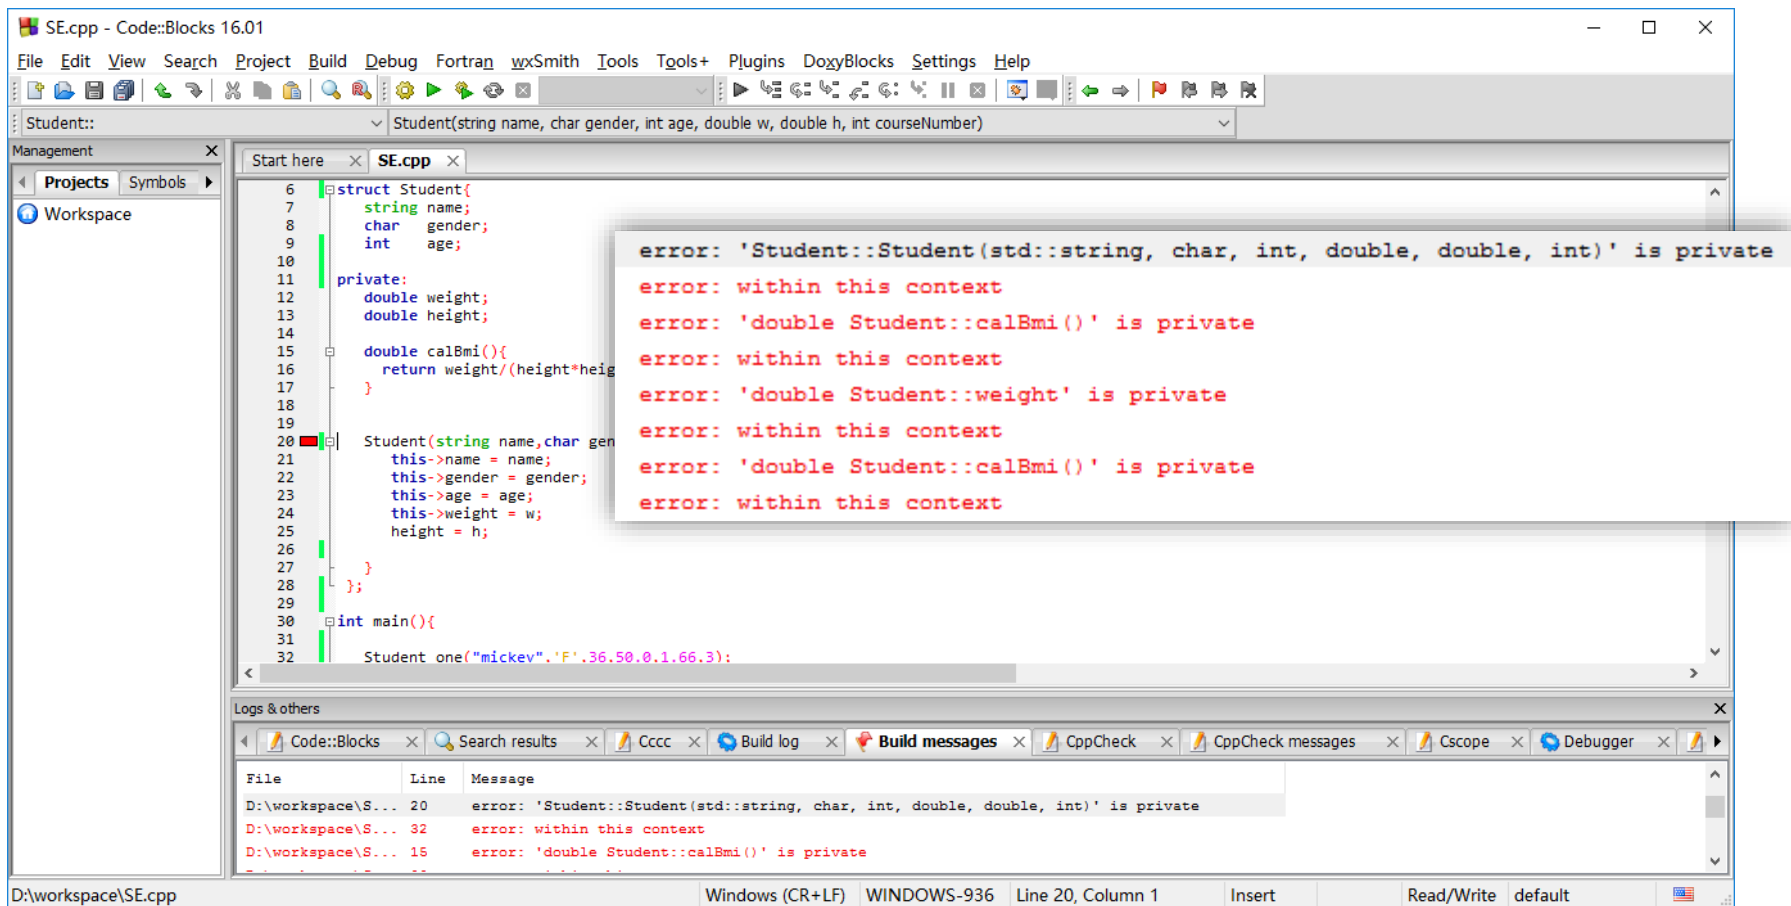 SE.cpp - Code::Blocks 16.01
File Edit View Search Project Build Debug Fortran wxSmith Tools Tools+ Plugins DoxyBlocks Settings Help
Student:: Student(string name, char gender, int age, double w, double h, int courseNumber)
Management
Projects Symbols
Workspace
Start here SE.cpp
6 struct Student{
7 string name;
8 char gender;
9 int age;
10
11 private:
12 double weight;
13 double height;
14
15 double calBmi(){
16 return weight/(height*heig
17 }
18
19
20 Student(string name,char gen
21 this->name = name;
22 this->gender = gender;
23 this->age = age;
24 this->weight = w;
25 height = h;
26
27 }
28 };
29
30 int main(){
31
32 Student one("mickey",'F',36,50.0,1.66,3);
error: 'Student::Student(std::string, char, int, double, double, int)' is private
error: within this context
error: 'double Student::calBmi()' is private
error: within this context
error: 'double Student::weight' is private
error: within this context
error: 'double Student::calBmi()' is private
error: within this context
Logs & others
Code::Blocks Search results Cccc Build log Build messages CppCheck CppCheck messages Cscope Debugger
File Line Message
D:\workspace\S... 20 error: 'Student::Student(std::string, char, int, double, double, int)' is private
D:\workspace\S... 32 error: within this context
D:\workspace\S... 15 error: 'double Student::calBmi()' is private
D:\workspace\SE.cpp Windows (CR+LF) WINDOWS-936 Line 20, Column 1 Insert Read/Write default